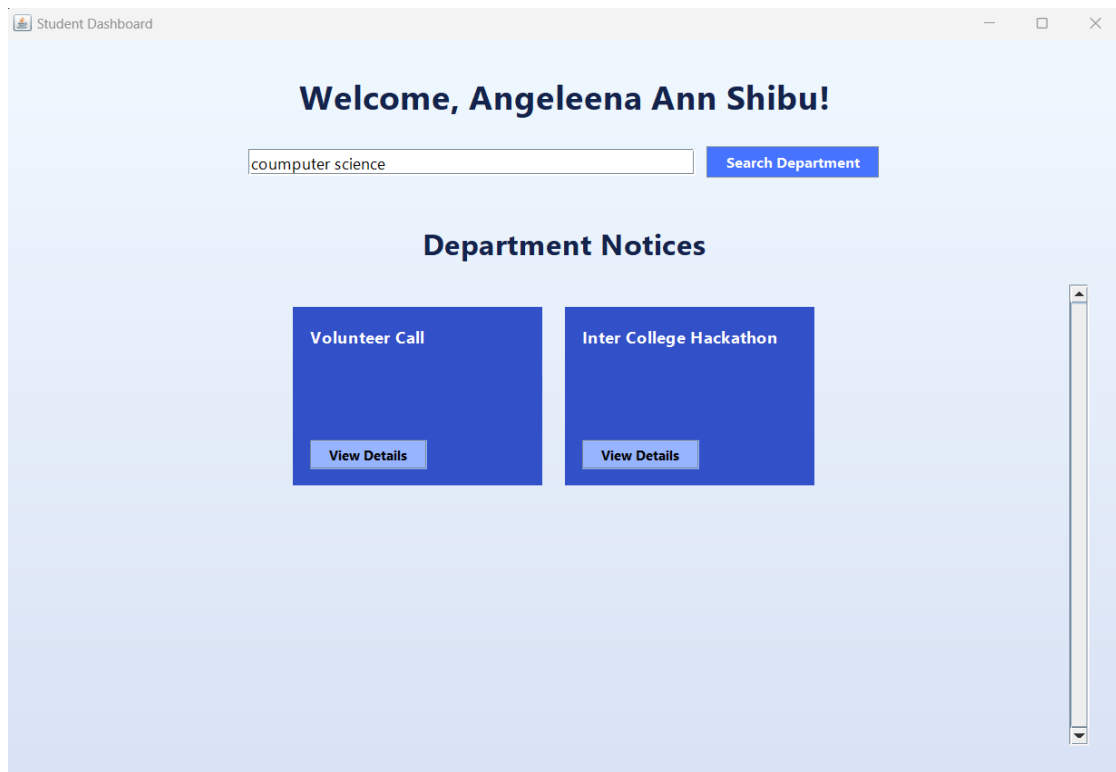 Student Dashboard
Welcome, Angeleena Ann Shibu!
coumputer science
Search Department
Department Notices
Volunteer Call
Inter College Hackathon
View Details
View Details